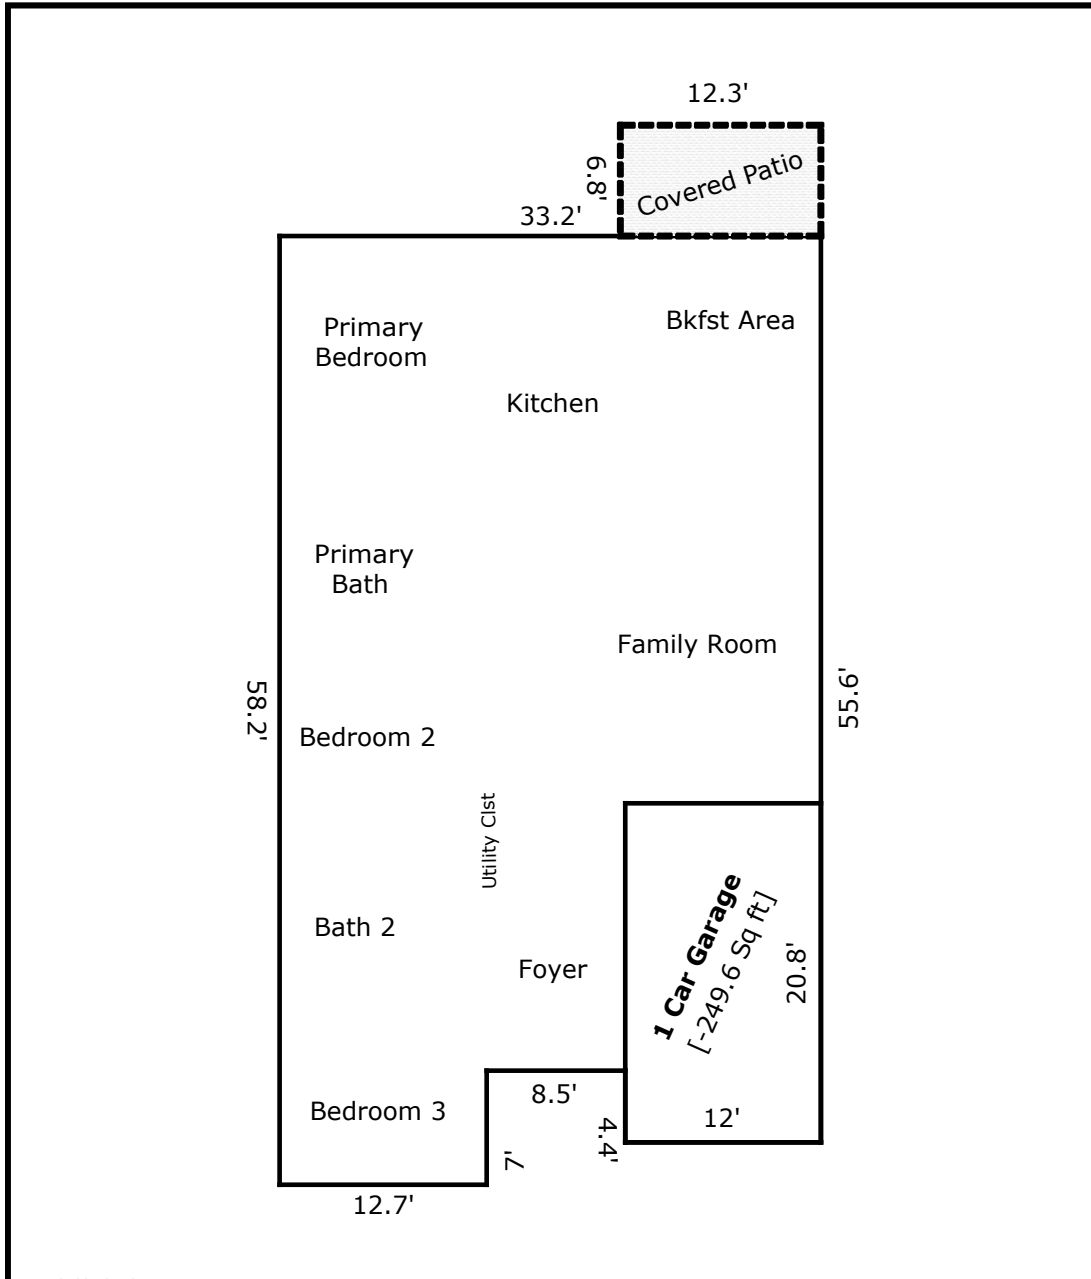 12.3'
6.8'
Covered Patio
33.2'
Primary
Bedroom
Bkfst Area
Kitchen
Primary
Bath
Family Room
58.2'
55.6'
Bedroom 2
Utility Clst
1 Car Garage
[-249.6 Sq ft]
20.8'
Bath 2
Foyer
8.5'
Bedroom 3
4.4'
12'
7'
12.7'